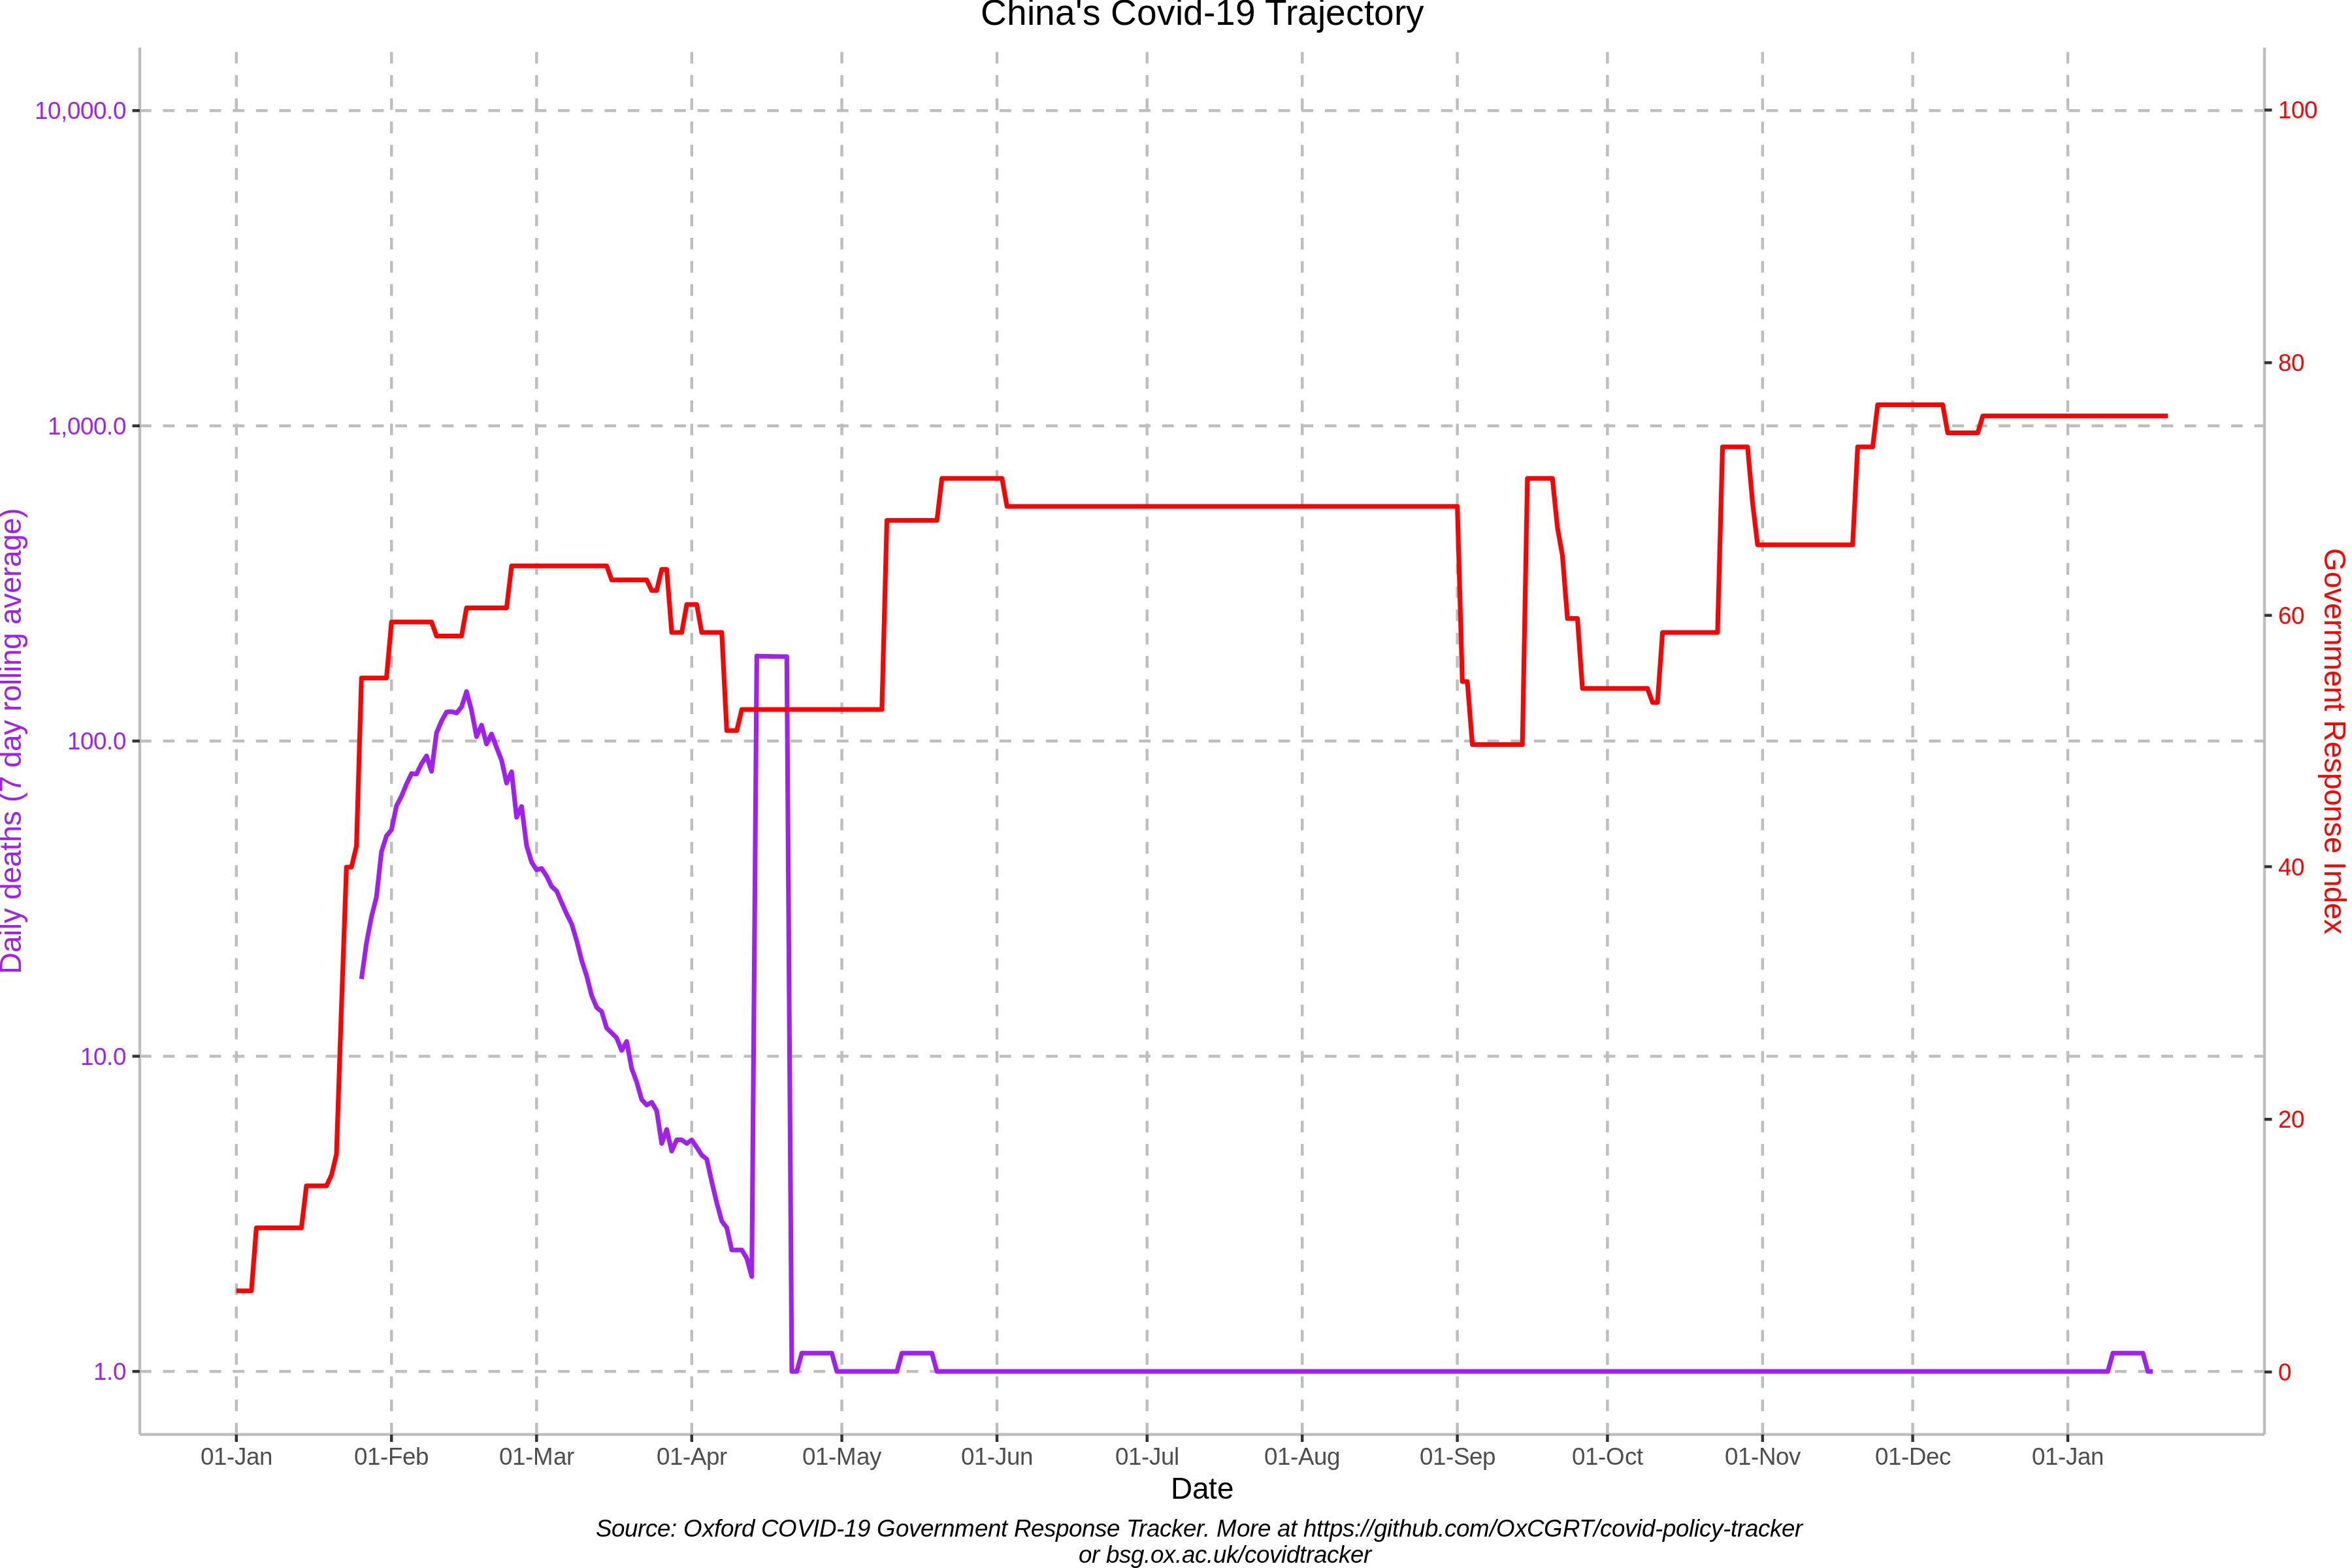 China's Covid-19 Trajectory
10,000.0
1,000.0
100.0
10.0
1.0
Daily deaths (7 day rolling average)
100
80
60
40
20
0
Government Response Index
01-Jan 01-Feb 01-Mar 01-Apr 01-May 01-Jun 01-Jul 01-Aug 01-Sep 01-Oct 01-Nov 01-Dec 01-Jan
Date
Source: Oxford COVID-19 Government Response Tracker. More at https://github.com/OxCGRT/covid-policy-tracker
or bsg.ox.ac.uk/covidtracker